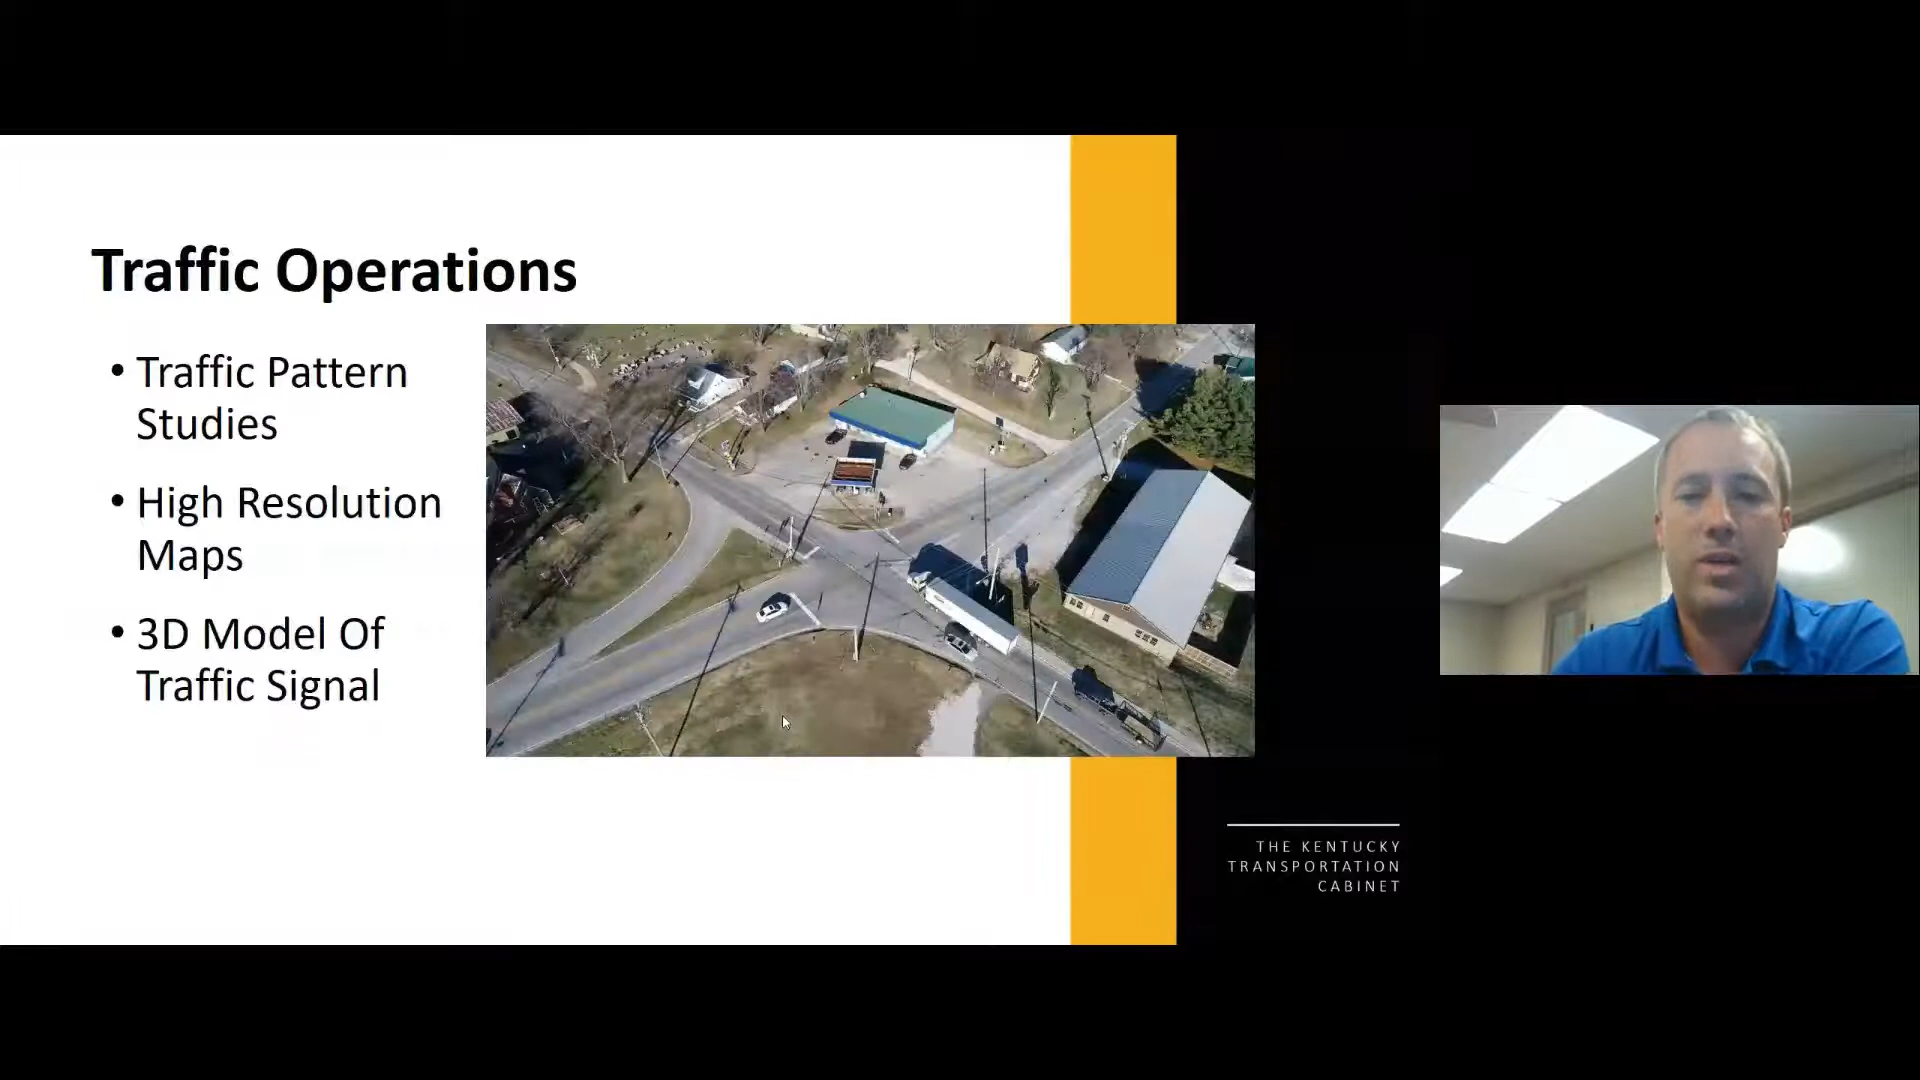 Traffic Operations
• Traffic Pattern
Studies
• High Resolution
Maps
• 3D Model Of
Traffic Signal
THE KENTUCKY
TRANSPORTATION
CABINET